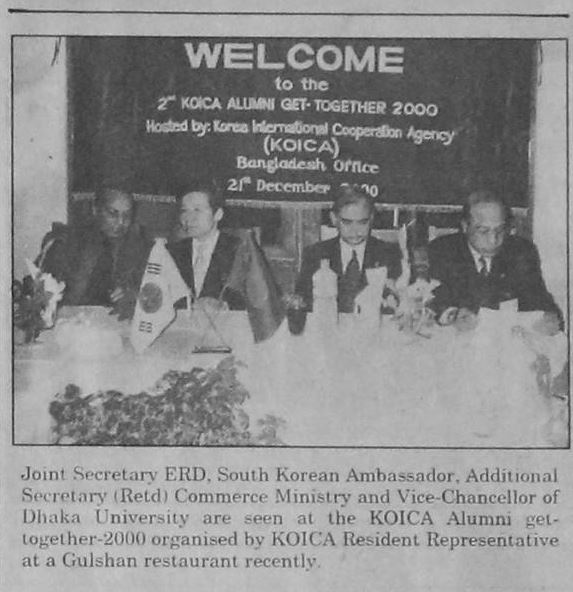 WELCOME
to the
2nd KOICA ALUMNI GET-TOGETHER 2000
Hosted by: Korea International Cooperation Agency
(KOICA)
Bangladesh Office
21st December 2000
Joint Secretary ERD, South Korean Ambassador, Additional
Secretary (Retd) Commerce Ministry and Vice-Chancellor of
Dhaka University are seen at the KOICA Alumni get-
together-2000 organised by KOICA Resident Representative
at a Gulshan restaurant recently.